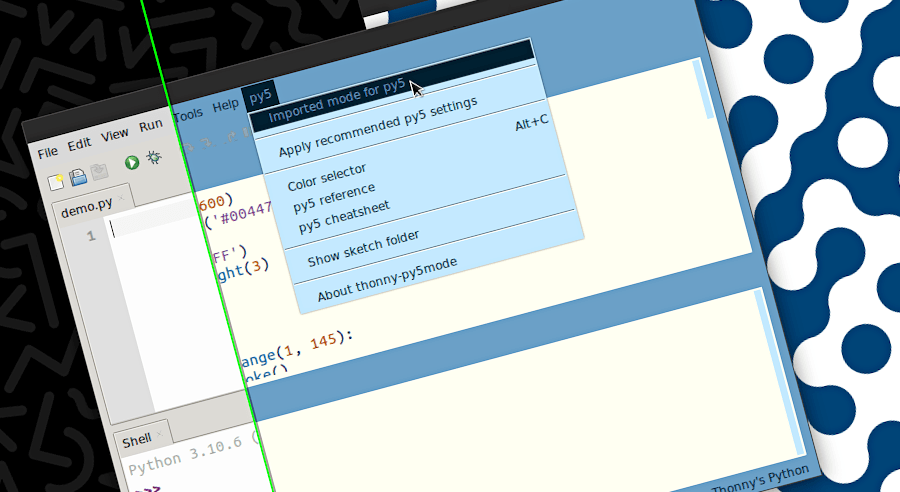 File Edit View Run Tools Help py5
Imported mode for py5
Apply recommended py5 settings
Color selector Alt+C
py5 reference
py5 cheatsheet
Show sketch folder
About thonny-py5mode
demo.py
1
600)
('#00447
FF')
ght(3)
ange(1, 145):
oke()
Shell
Python 3.10.6 (
>>>
Thonny's Python